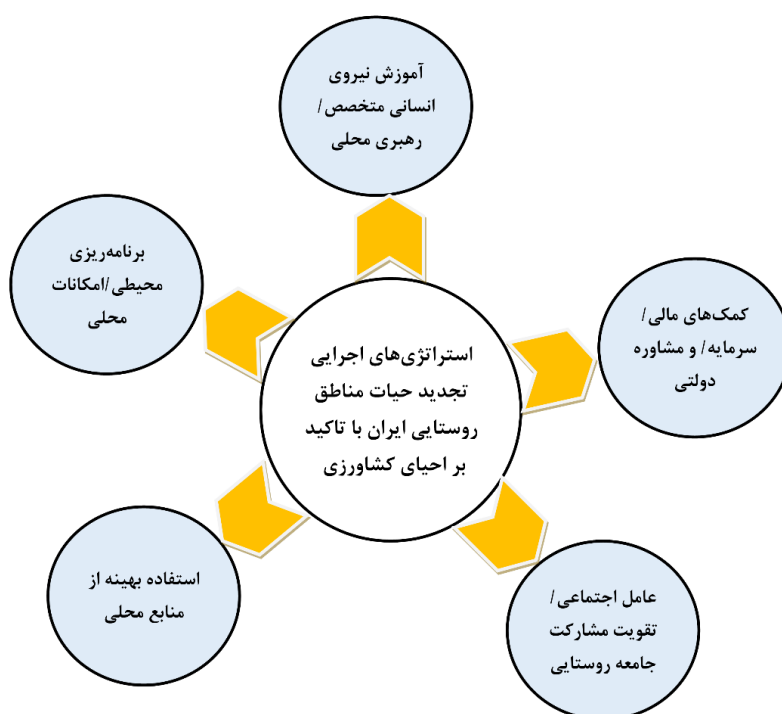 آموزش نیروی
انسانی متخصص/
رهبری محلی
برنامه‌ریزی
محیطی/امکانات
محلی
کمک‌های مالی/
سرمایه/ و مشاوره
دولتی
استراتژی‌های اجرایی
تجدید حیات مناطق
روستایی ایران با تاکید
بر احیای کشاورزی
استفاده بهینه از
منابع محلی
عامل اجتماعی/
تقویت مشارکت
جامعه روستایی